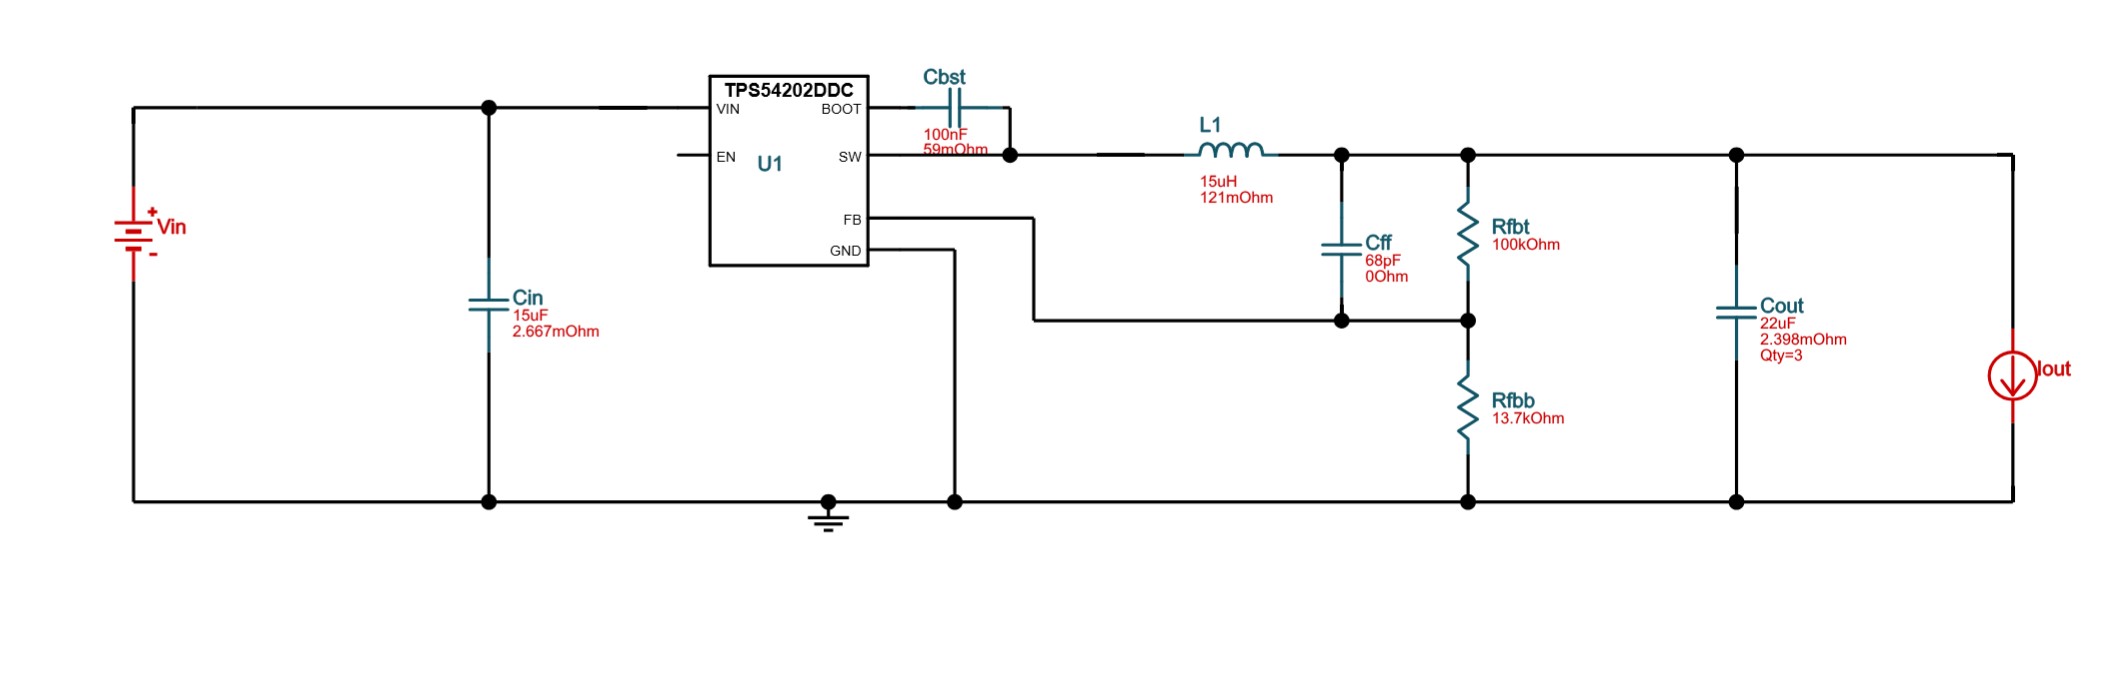 TPS54202DDC
VIN
BOOT
EN
U1
SW
FB
GND
Cbst
100nF
59mOhm
L1
15uH
121mOhm
+
Vin
-
Cin
15uF
2.667mOhm
Cff
68pF
0Ohm
Rfbt
100kOhm
Rfbb
13.7kOhm
Cout
22uF
2.398mOhm
Qty=3
Iout